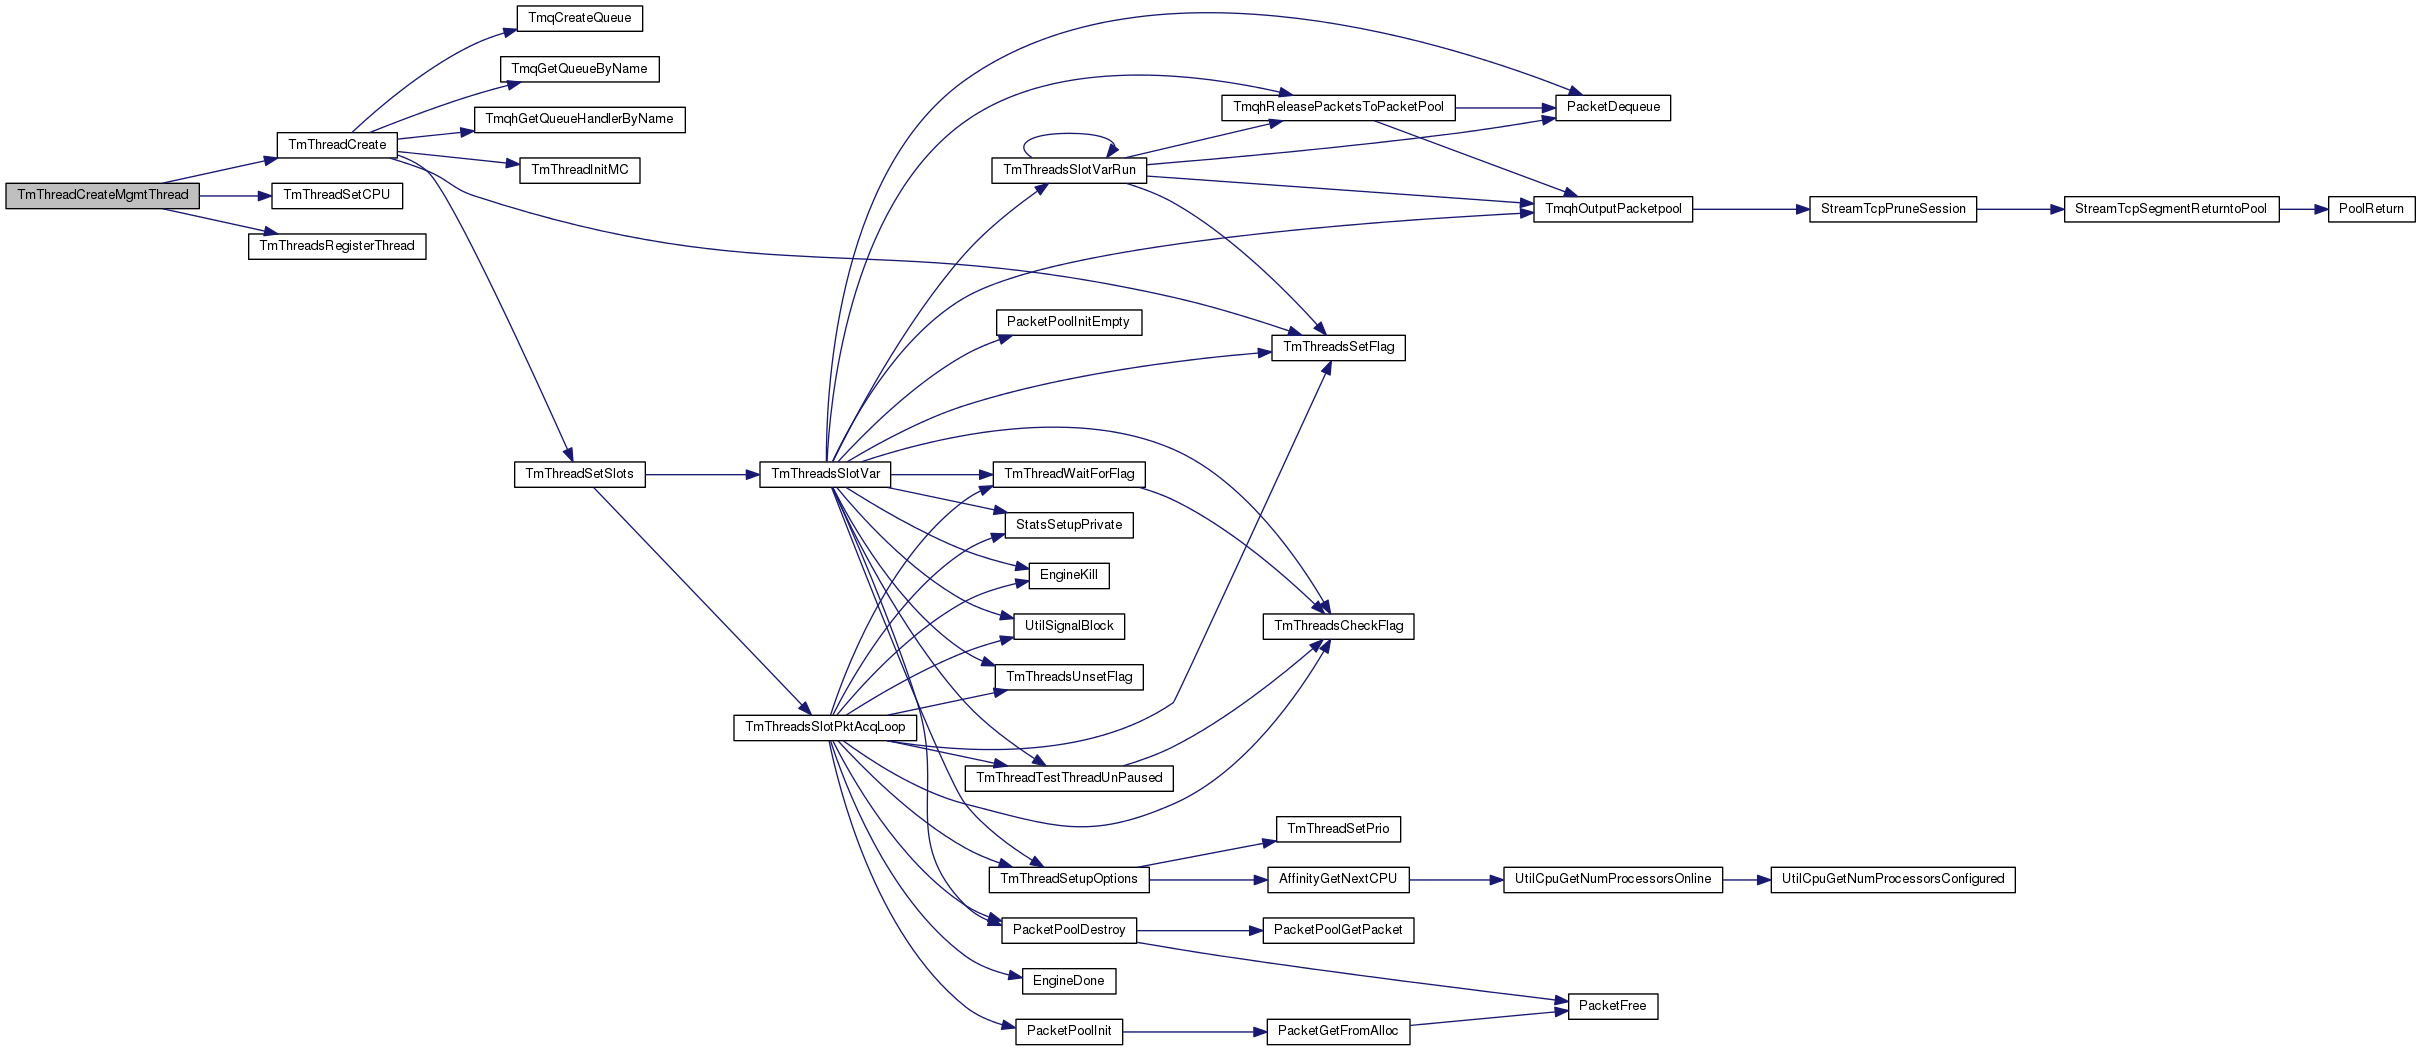 TmThreadCreateMgmtThread
TmThreadCreate
TmThreadSetCPU
TmThreadsRegisterThread
TmqCreateQueue
TmqGetQueueByName
TmqhGetQueueHandlerByName
TmThreadInitMC
TmThreadSetSlots
TmThreadsSlotVar
TmThreadsSlotPktAcqLoop
TmThreadsSlotVarRun
PacketPoolInitEmpty
TmThreadWaitForFlag
StatsSetupPrivate
EngineKill
UtilSignalBlock
TmThreadsUnsetFlag
TmThreadTestThreadUnPaused
TmThreadSetupOptions
PacketPoolDestroy
EngineDone
PacketPoolInit
TmqhReleasePacketsToPacketPool
TmThreadsSetFlag
TmThreadsCheckFlag
TmThreadSetPrio
AffinityGetNextCPU
PacketPoolGetPacket
PacketGetFromAlloc
PacketDequeue
TmqhOutputPacketpool
UtilCpuGetNumProcessorsOnline
PacketFree
StreamTcpPruneSession
UtilCpuGetNumProcessorsConfigured
StreamTcpSegmentReturntoPool
PoolReturn